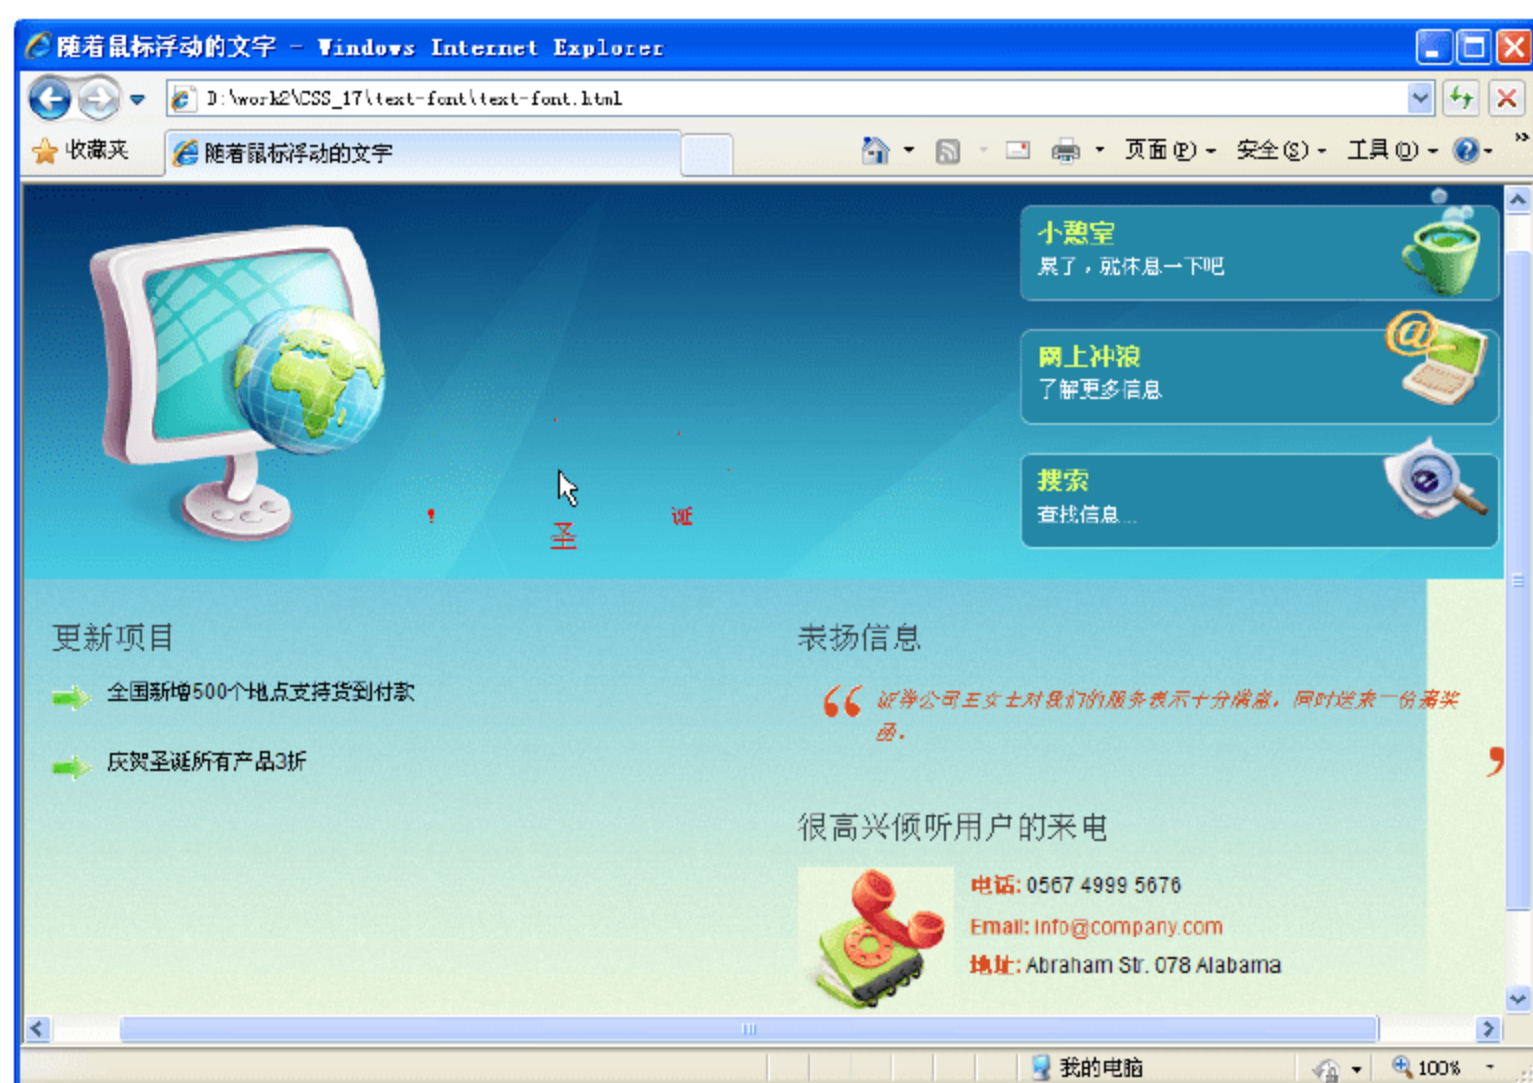 随着鼠标浮动的文字 - Windows Internet Explorer
D:\work2\CSS_17\text-font\text-font.html
收藏夹
随着鼠标浮动的文字
页面(P)
安全(S)
工具(O)
»
小憩室
累了，就休息一下吧
网上冲浪
了解更多信息
搜索
查找信息...
!
圣
诞
更新项目
全国新增500个地点支持货到付款
庆贺圣诞所有产品3折
表扬信息
“ 证券公司王女士对我们的服务表示十分满意，同时送来一份嘉奖
函。
很高兴倾听用户的来电
电话: 0567 4999 5676
Email: info@company.com
地址: Abraham Str. 078 Alabama
我的电脑
100%